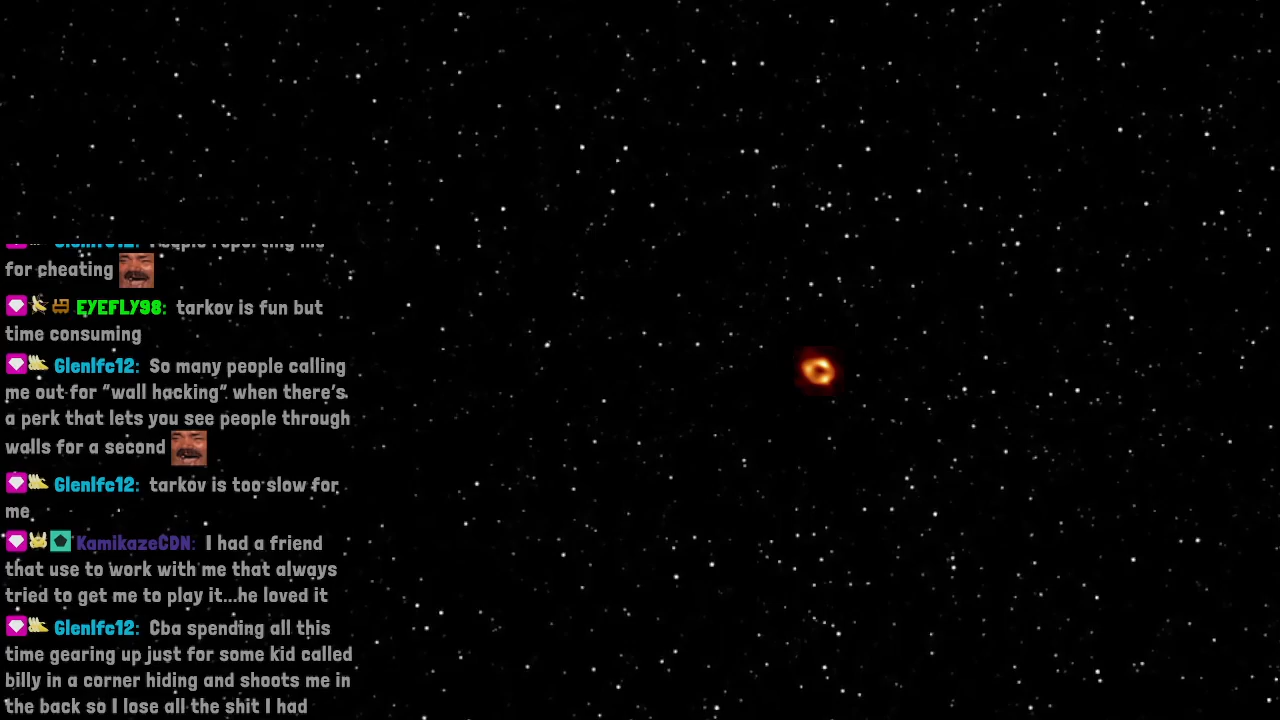 Glenlfc12: reporting me
for cheating
EYEFLY98: tarkov is fun but
time consuming
Glenlfc12: So many people calling
me out for "wall hacking" when there's
a perk that lets you see people through
walls for a second
Glenlfc12: tarkov is too slow for
me
KamikazeCDN: I had a friend
that use to work with me that always
tried to get me to play it...he loved it
Glenlfc12: Cba spending all this
time gearing up just for some kid called
billy in a corner hiding and shoots me in
the back so I lose all the shit I had